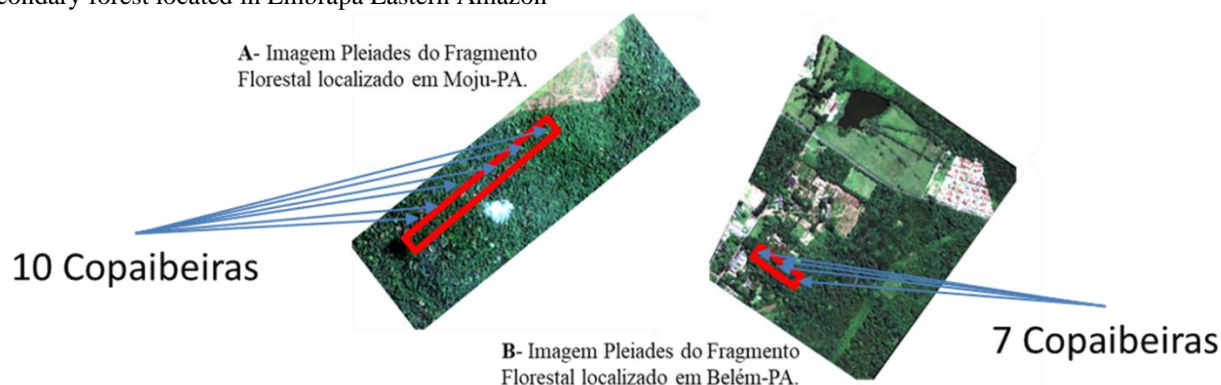 condary forest located in Embrapa Eastern Amazon
A- Imagem Pleiades do Fragmento
Florestal localizado em Moju-PA.
10 Copaibeiras
7 Copaibeiras
B- Imagem Pleiades do Fragmento
Florestal localizado em Belém-PA.